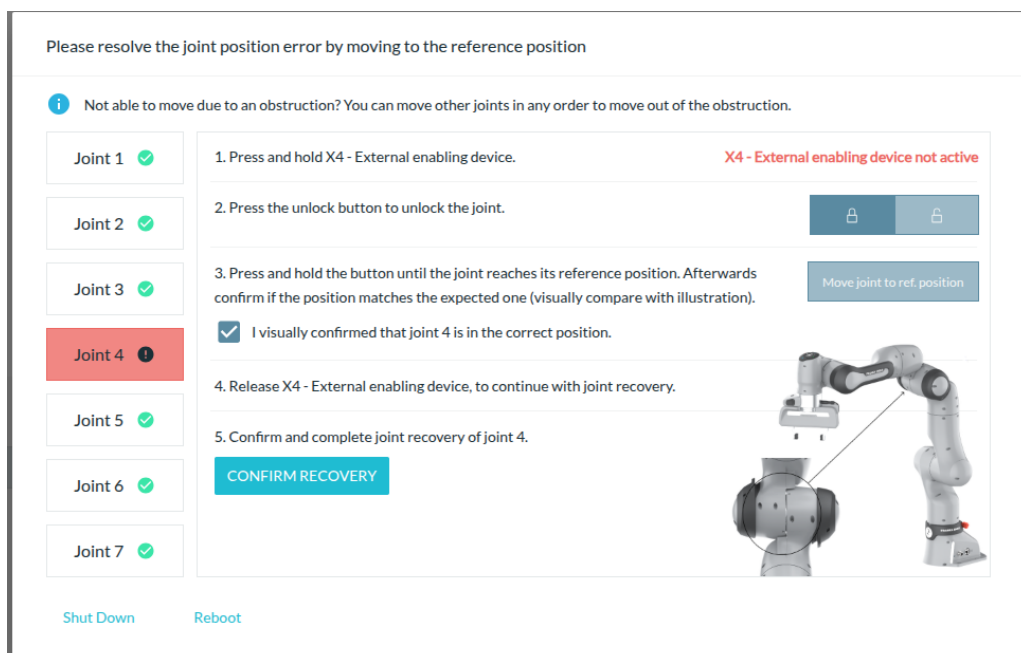 Please resolve the joint position error by moving to the reference position
Not able to move due to an obstruction? You can move other joints in any order to move out of the obstruction.
Joint 1
Joint 2
Joint 3
Joint 4
Joint 5
Joint 6
Joint 7
1. Press and hold X4 - External enabling device.
X4 - External enabling device not active
2. Press the unlock button to unlock the joint.
3. Press and hold the button until the joint reaches its reference position. Afterwards
confirm if the position matches the expected one (visually compare with illustration).
Move joint to ref. position
I visually confirmed that joint 4 is in the correct position.
4. Release X4 - External enabling device, to continue with joint recovery.
5. Confirm and complete joint recovery of joint 4.
CONFIRM RECOVERY
Shut Down
Reboot